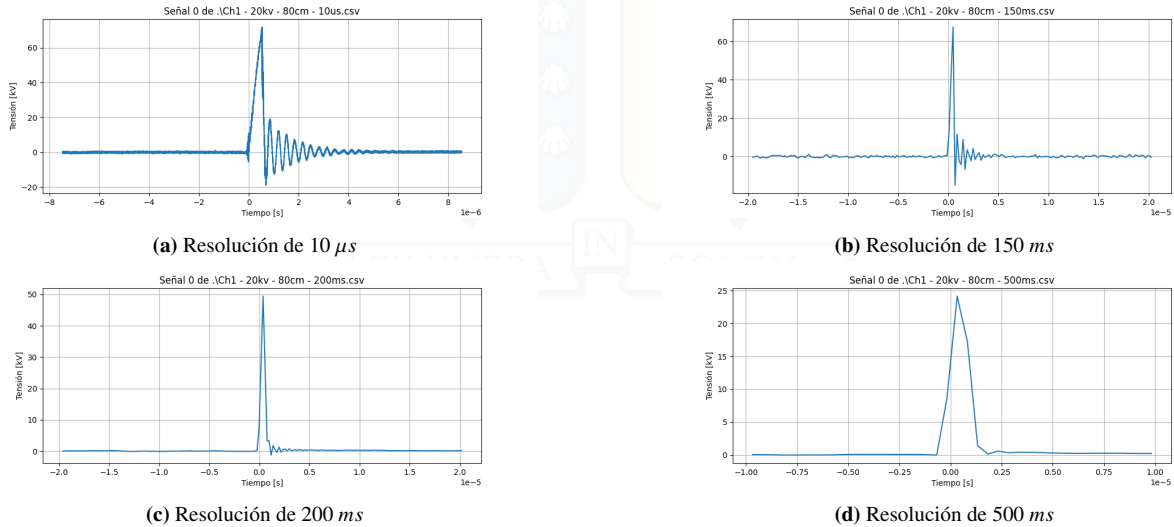 Señal 0 de .\Ch1 - 20kv - 80cm - 10us.csv
Tensión [kV]
60
40
20
0
−20
−8
−6
−4
−2
0
2
4
6
8
1e−6
Tiempo [s]
(a) Resolución de 10 μs
Señal 0 de .\Ch1 - 20kv - 80cm - 150ms.csv
Tensión [kV]
60
40
20
0
−2.0
−1.5
−1.0
−0.5
0.0
0.5
1.0
1.5
2.0
1e−5
Tiempo [s]
(b) Resolución de 150 ms
IN
Señal 0 de .\Ch1 - 20kv - 80cm - 200ms.csv
Tensión [kV]
50
40
30
20
10
0
−2.0
−1.5
−1.0
−0.5
0.0
0.5
1.0
1.5
2.0
1e−5
Tiempo [s]
(c) Resolución de 200 ms
Señal 0 de .\Ch1 - 20kv - 80cm - 500ms.csv
Tensión [kV]
25
20
15
10
5
0
−1.00
−0.75
−0.50
−0.25
0.00
0.25
0.50
0.75
1.00
1e−5
Tiempo [s]
(d) Resolución de 500 ms